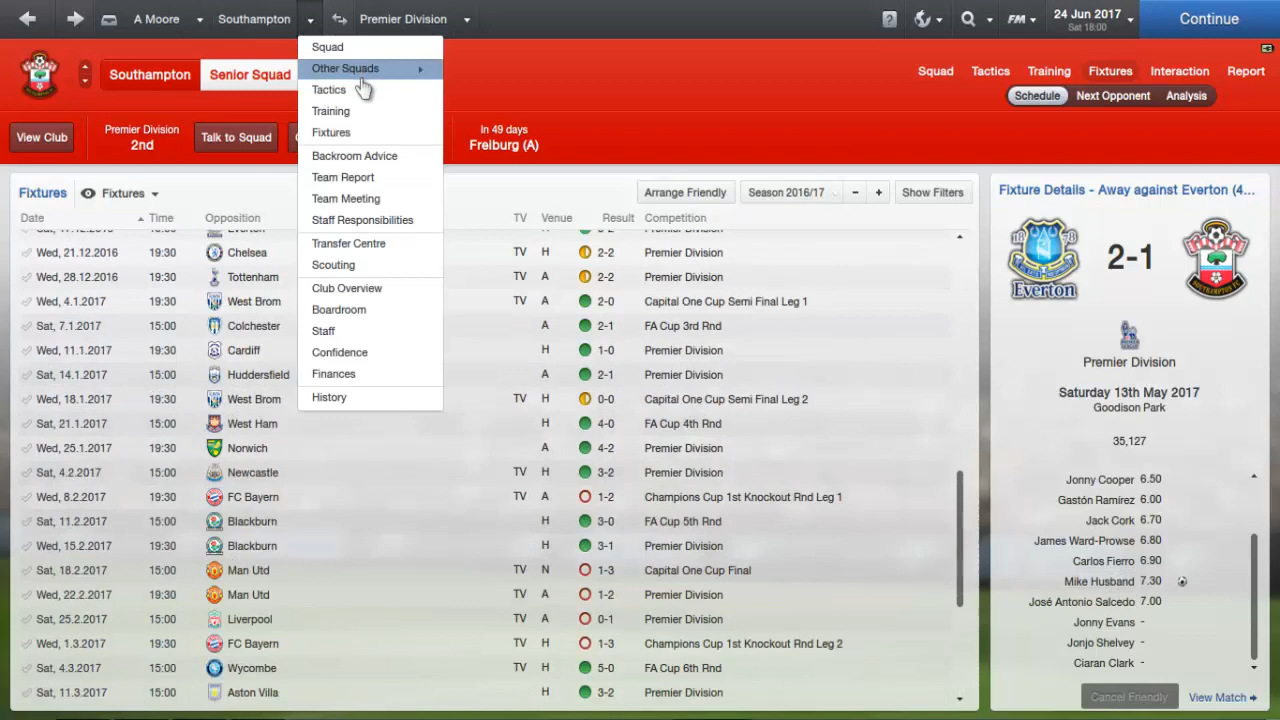 A Moore Southampton Premier Division ? FM 24 Jun 2017 Sat 18:00 Continue
Southampton Senior Squad
Squad Tactics Training Fixtures Interaction Report
Schedule Next Opponent Analysis
View Club
Premier Division
2nd
Talk to Squad
In 49 days
Freiburg (A)
Squad
Other Squads
Tactics
Training
Fixtures
Backroom Advice
Team Report
Team Meeting
Staff Responsibilities
Transfer Centre
Scouting
Club Overview
Boardroom
Staff
Confidence
Finances
History
Fixtures Fixtures Arrange Friendly Season 2016/17 - + Show Filters
Date Time Opposition TV Venue Result Competition
Wed, 21.12.2016 19:30 Chelsea TV H 2-2 Premier Division
Wed, 28.12.2016 19:30 Tottenham TV A 2-2 Premier Division
Wed, 4.1.2017 19:30 West Brom TV A 2-0 Capital One Cup Semi Final Leg 1
Sat, 7.1.2017 15:00 Colchester A 2-1 FA Cup 3rd Rnd
Wed, 11.1.2017 19:30 Cardiff H 1-0 Premier Division
Sat, 14.1.2017 15:00 Huddersfield A 2-1 Premier Division
Wed, 18.1.2017 19:30 West Brom H 0-0 Capital One Cup Semi Final Leg 2
Sat, 21.1.2017 15:00 West Ham H 4-0 FA Cup 4th Rnd
Wed, 25.1.2017 19:30 Norwich A 4-2 Premier Division
Sat, 4.2.2017 15:00 Newcastle TV H 3-2 Premier Division
Wed, 8.2.2017 19:30 FC Bayern TV A 1-2 Champions Cup 1st Knockout Rnd Leg 1
Sat, 11.2.2017 15:00 Blackburn H 3-0 FA Cup 5th Rnd
Wed, 15.2.2017 19:30 Blackburn H 3-1 Premier Division
Sat, 18.2.2017 15:00 Man Utd TV N 1-3 Capital One Cup Final
Wed, 22.2.2017 19:30 Man Utd TV A 1-2 Premier Division
Sat, 25.2.2017 15:00 Liverpool TV A 0-1 Premier Division
Wed, 1.3.2017 19:30 FC Bayern TV H 1-3 Champions Cup 1st Knockout Rnd Leg 2
Sat, 4.3.2017 15:00 Wycombe TV H 5-0 FA Cup 6th Rnd
Sat, 11.3.2017 15:00 Aston Villa H 3-2 Premier Division
Fixture Details - Away against Everton (4...
1878
Everton 2-1
Premier Division
Saturday 13th May 2017
Goodison Park
35,127
Jonny Cooper 6.50
Gastón Ramírez 6.00
Jack Cork 6.70
James Ward-Prowse 6.80
Carlos Fierro 6.90
Mike Husband 7.30
José Antonio Salcedo 7.00
Jonny Evans -
Jonjo Shelvey -
Ciaran Clark -
Cancel Friendly View Match